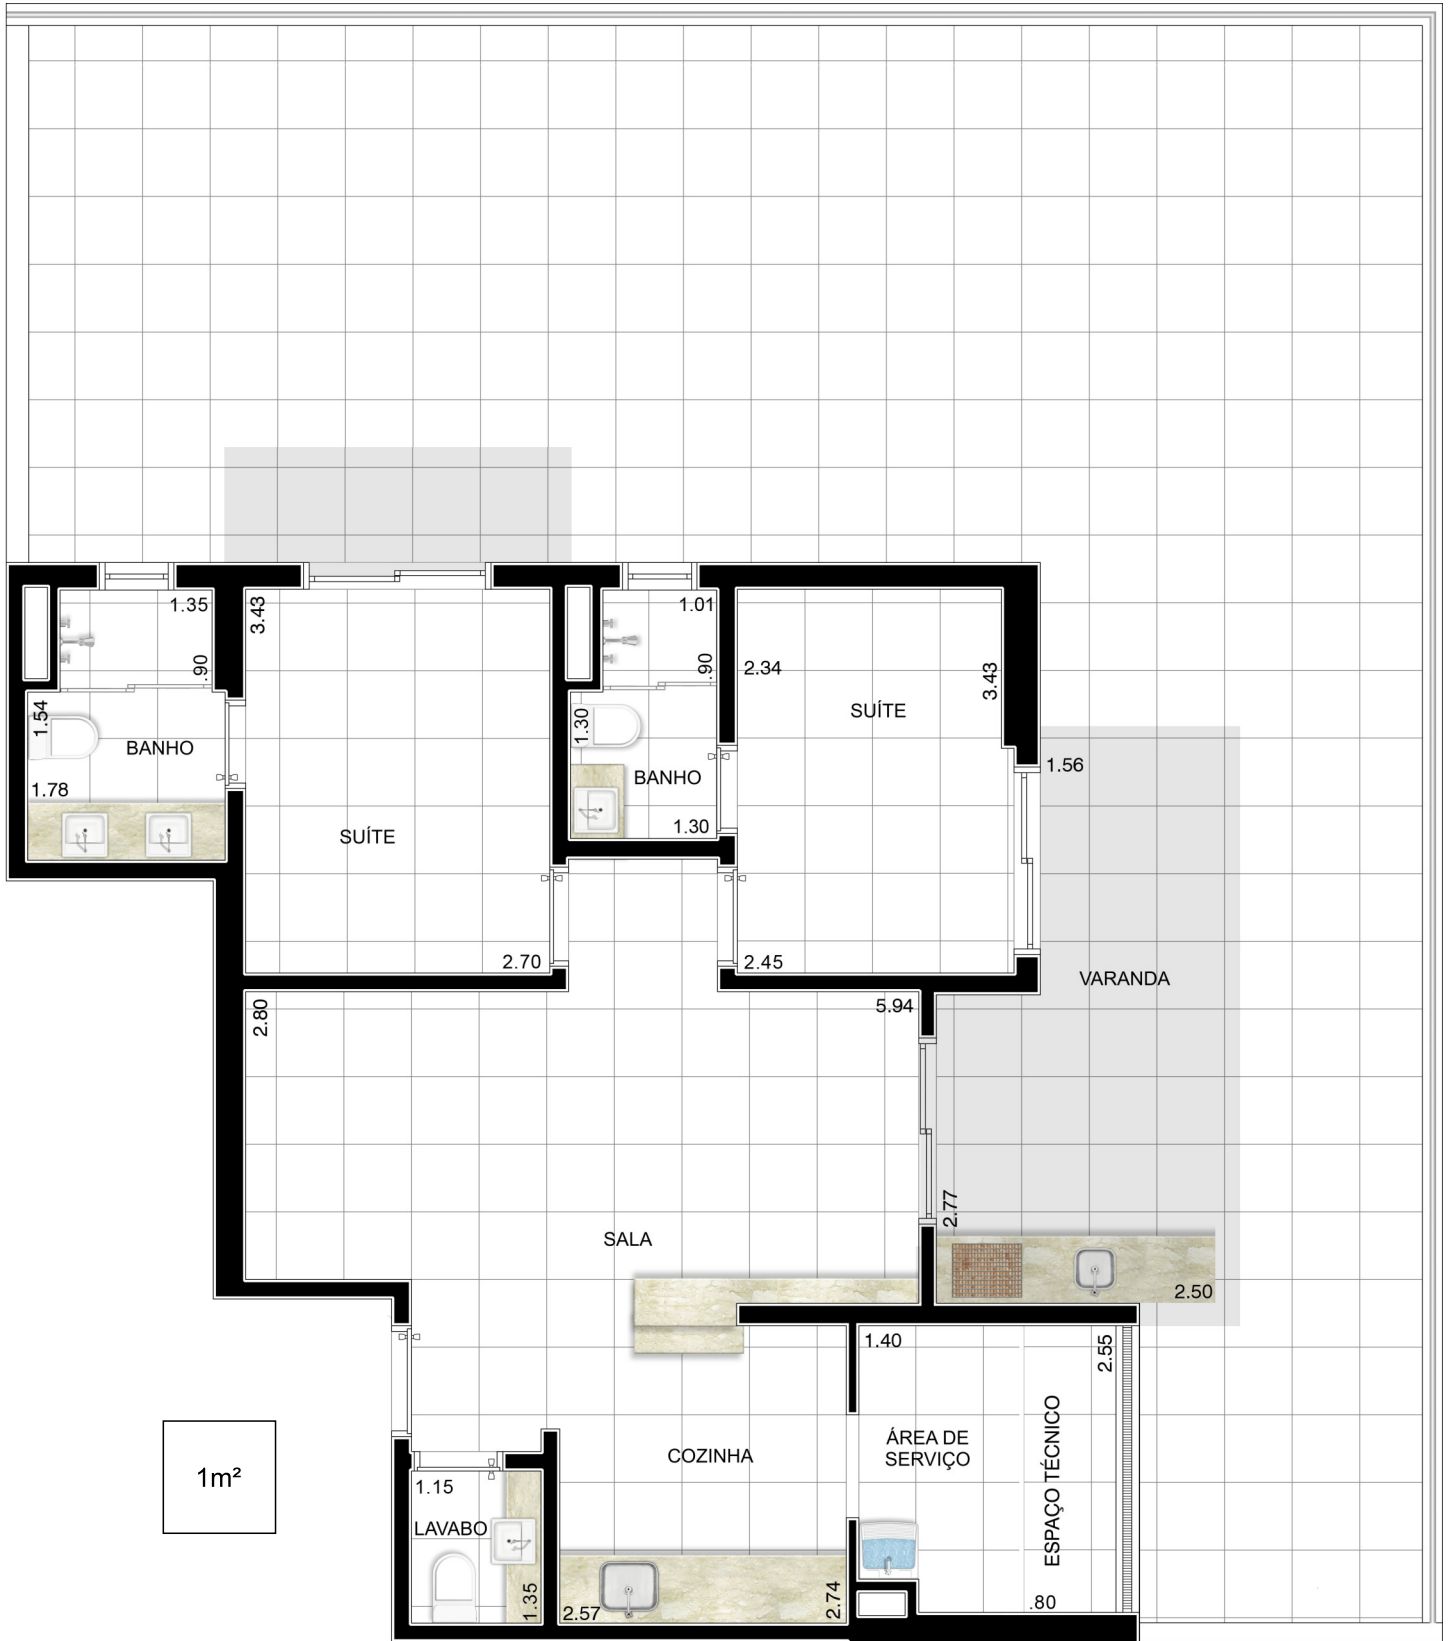 1.35
3.43
1.01
.90
.90
2.34
3.43
1.54
1.30
SUÍTE
BANHO
1.56
BANHO
1.78
1.30
SUÍTE
2.70
2.45
VARANDA
2.80
5.94
2.77
SALA
2.50
1.40
2.55
ÁREA DE
SERVIÇO
COZINHA
ESPAÇO TÉCNICO
1m²
1.15
LAVABO
1.35
2.57
2.74
.80